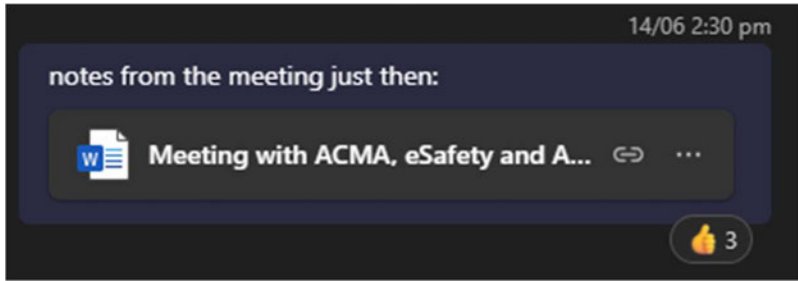 14/06 2:30 pm
notes from the meeting just then:
W Meeting with ACMA, eSafety and A... ...
3